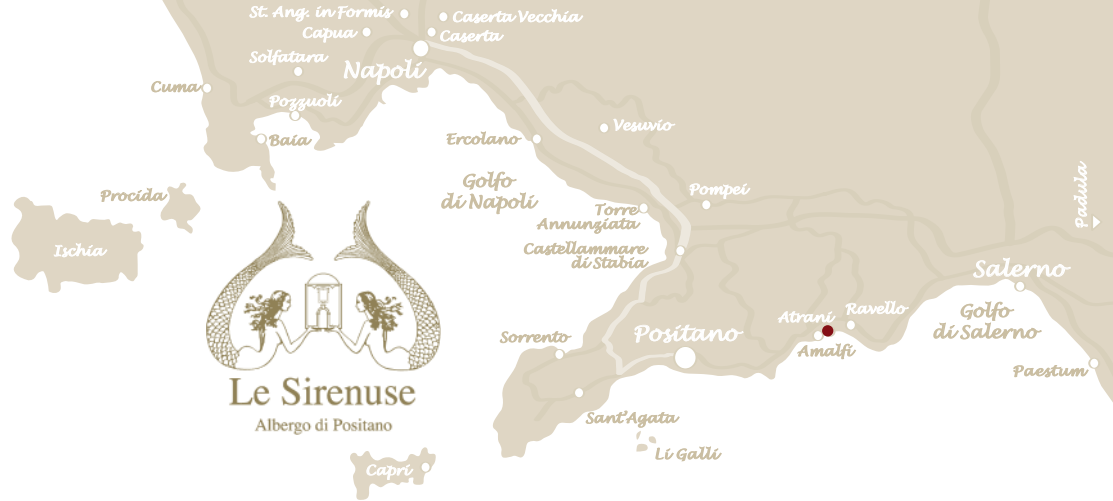 St. Ang. in Formis
Caserta Vecchia
Capua
Caserta
Solfatara
Napoli
Cuma
Pozzuoli
Baia
Vesuvio
Ercolano
Procida
Golfo
di Napoli
Pompei
Padula
Torre
Annunziata
Ischia
Castellammare
di Stabia
Salerno
Atrani
Ravello
Golfo
di Salerno
Sorrento
Positano
Amalfi
Paestum
Le Sirenuse
Albergo di Positano
Sant'Agata
Li Galli
Capri